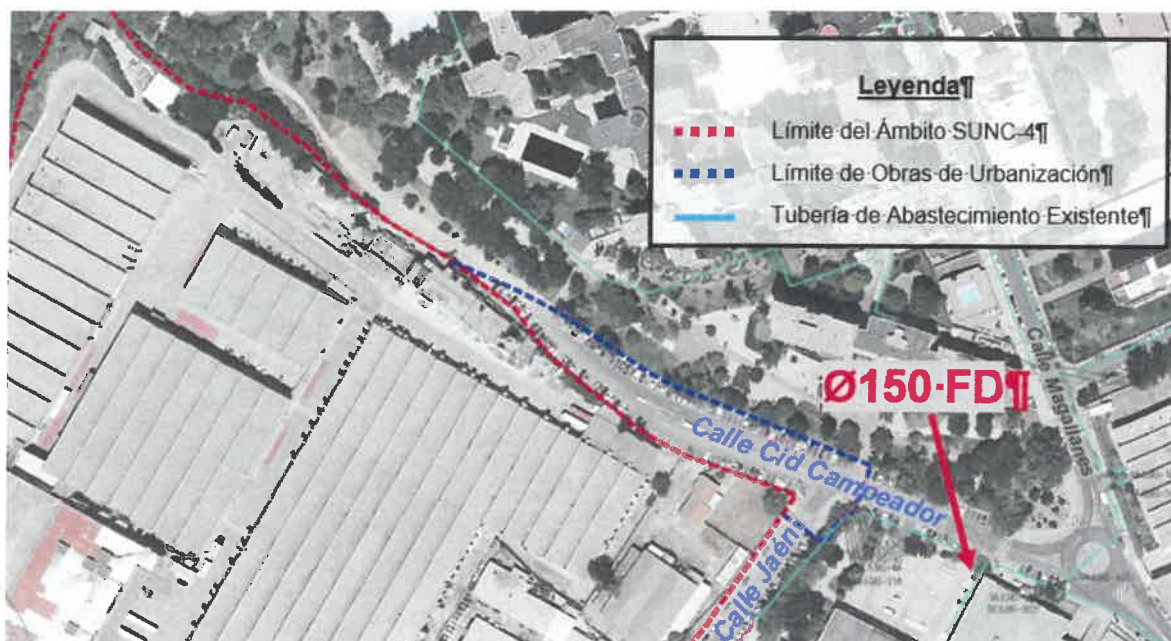 Leyenda¶
Límite·del·Ámbito·SUNC-4¶
Límite·de·Obras·de·Urbanización¶
Tubería·de·Abastecimiento·Existente¶
Ø150·FD¶
Calle Magallanes
Calle Cid Campeador
Calle Jaén